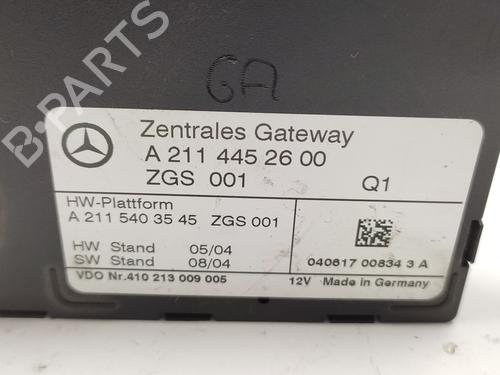 GA
B-PARTS
Zentrales Gateway
A 211 445 26 00
ZGS 001 Q1
HW-Plattform
A 211 540 35 45 ZGS 001
HW Stand 05/04
SW Stand 08/04
040617 00834 3 A
VDO Nr.410 213 009 005 12V Made in Germany